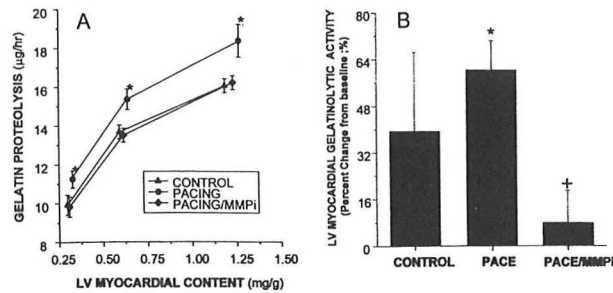 A
GELATIN PROTEOLYSIS (µg/hr)
20
18
16
14
12
10
8
*
*
*
CONTROL
PACING
PACING/MMPi
0.25 0.50 0.75 1.00 1.25 1.50
LV MYOCARDIAL CONTENT (mg/g)
B
LV MYOCARDIAL GELATINOLYTIC ACTIVITY
(Percent Change from baseline ;%)
80
64
48
32
16
0
*
+
CONTROL PACE PACE/MMPi